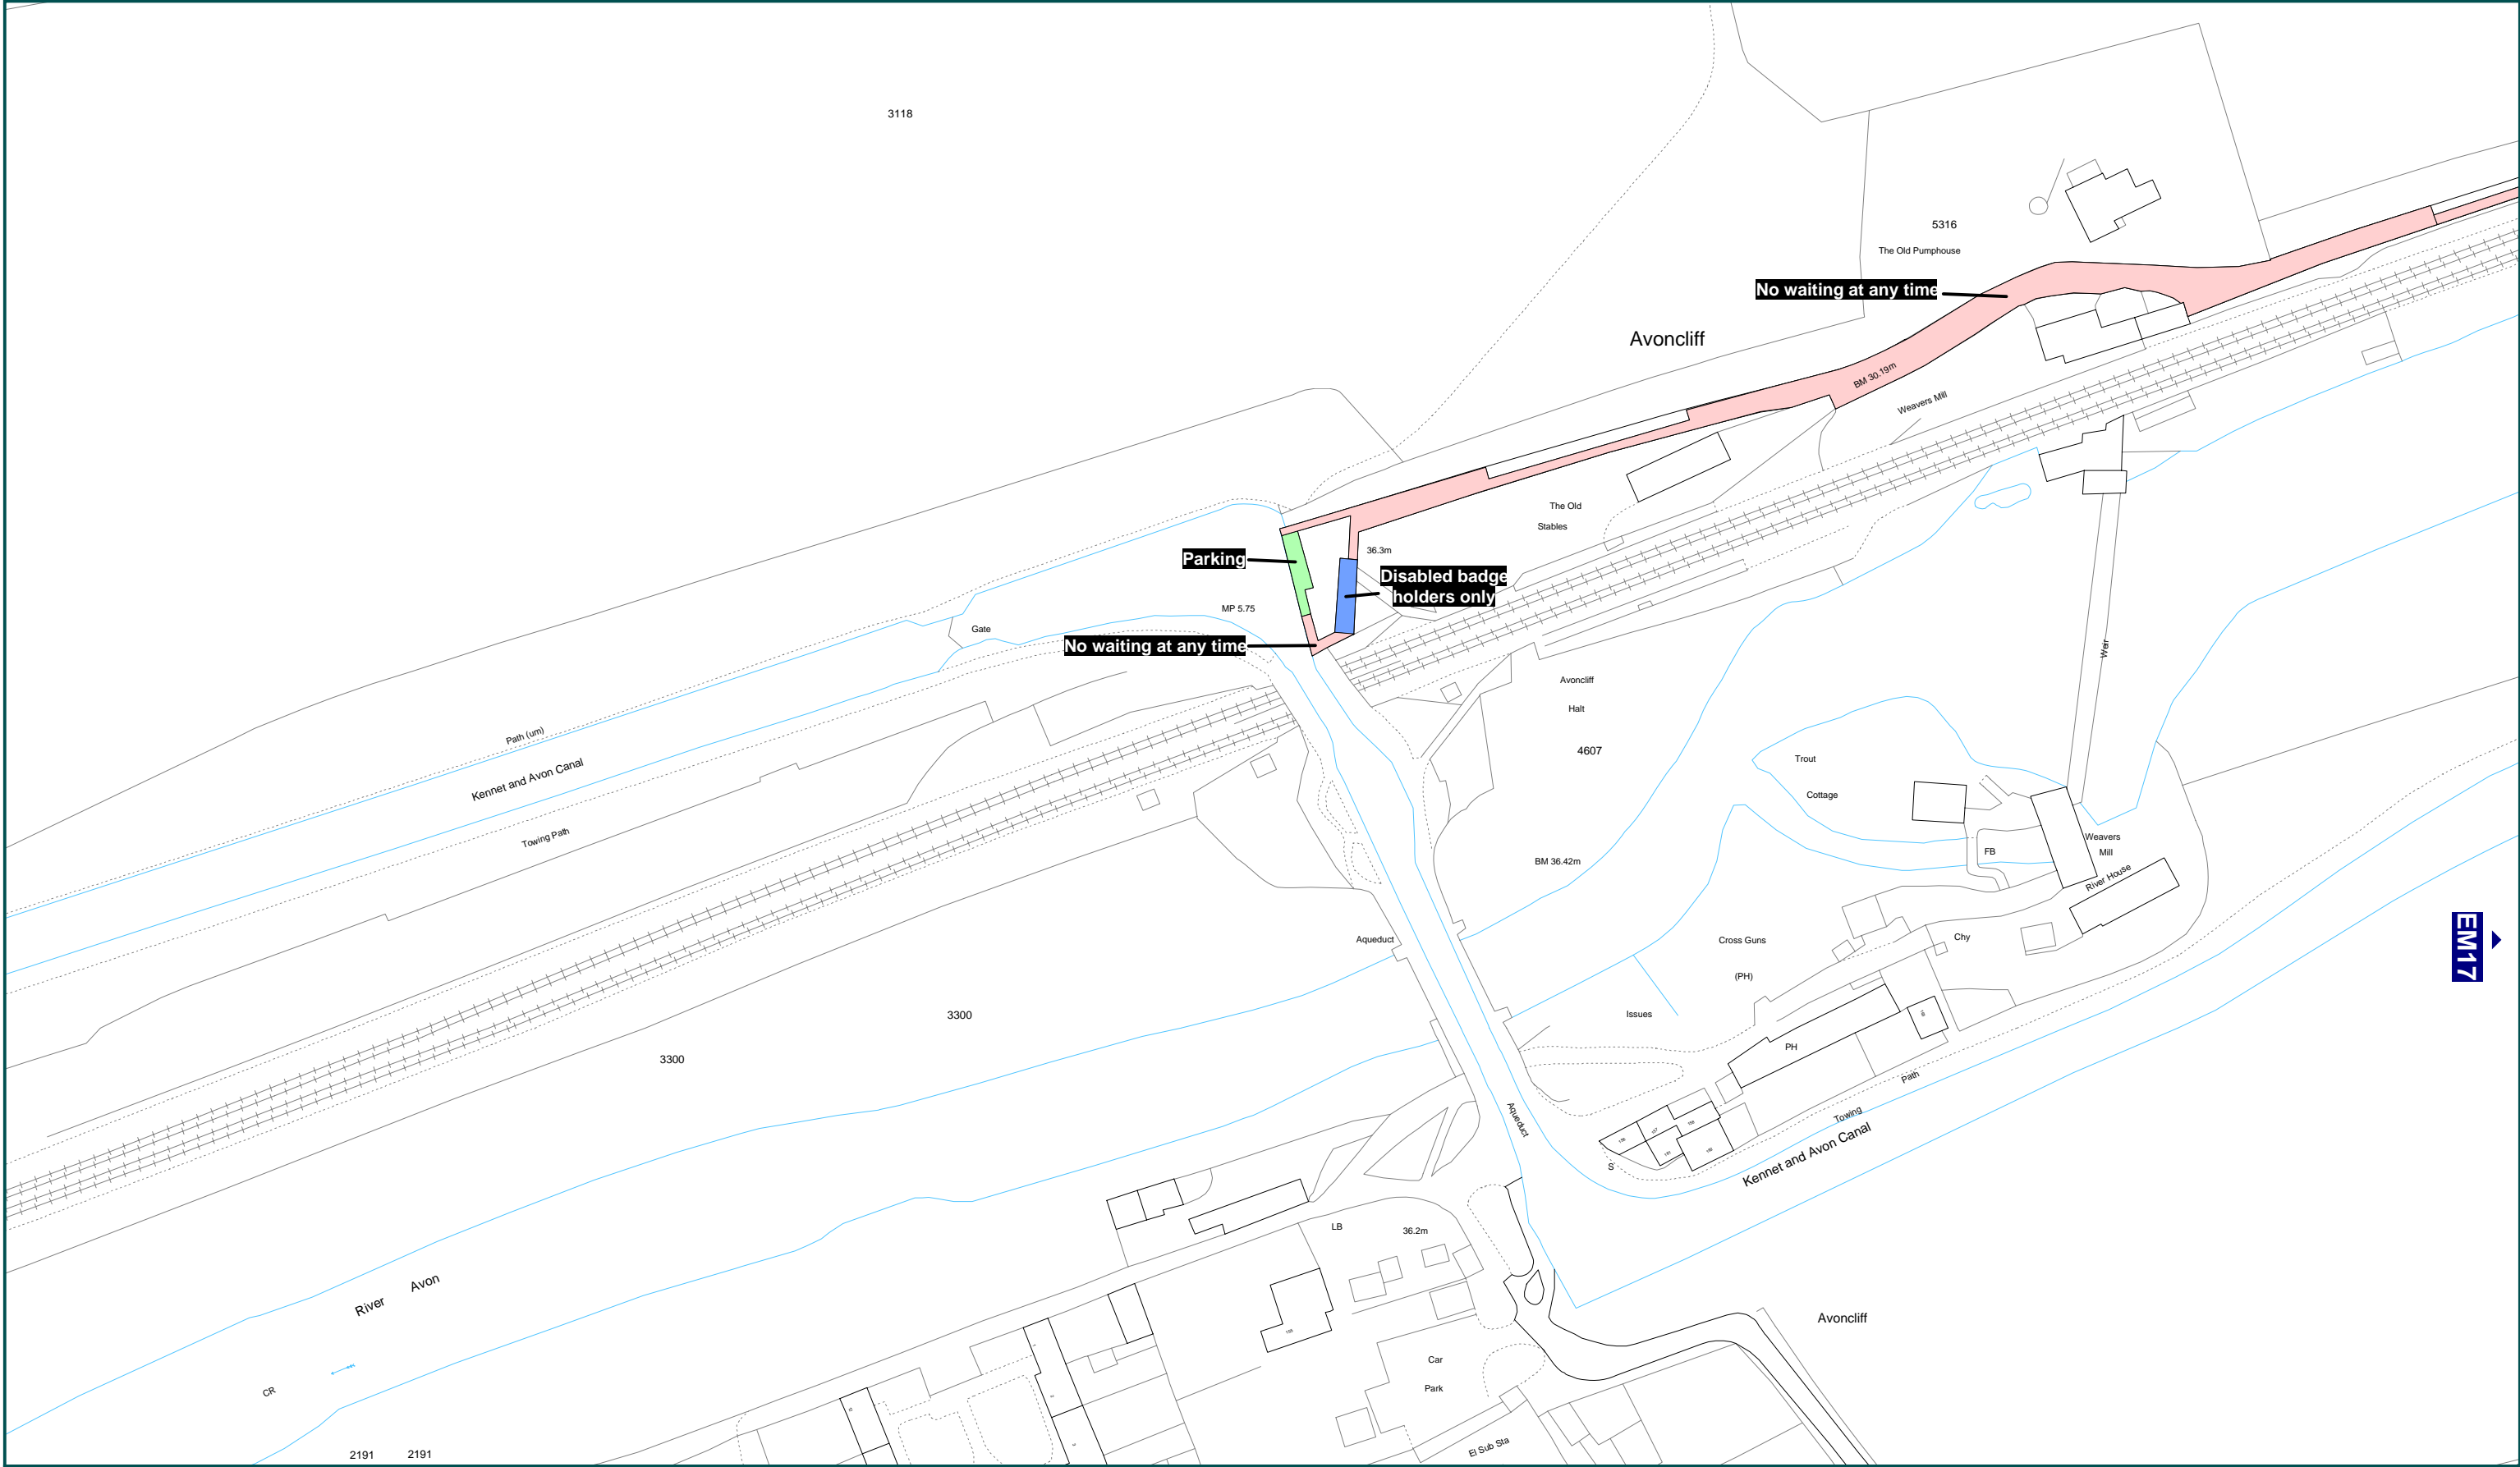 3118
5316
The Old Pumphouse
No waiting at any time
Avoncliff
BM 30.19m
Weavers Mill
The Old
Stables
36.3m
Parking
Disabled badge
holders only
MP 5.75
Gate
No waiting at any time
Weir
Avoncliff
Halt
4607
Path (um)
Kennet and Avon Canal
Trout
Cottage
Towing Path
Weavers
Mill
FB
BM 36.42m
River House
Aqueduct
Cross Guns
(PH)
Chy
EM17
3300
3300
Issues
PH
Path
Towing
Aqueduct
Kennet and Avon Canal
S
LB
36.2m
River Avon
Avoncliff
Car
Park
CR
El Sub Sta
2191 2191